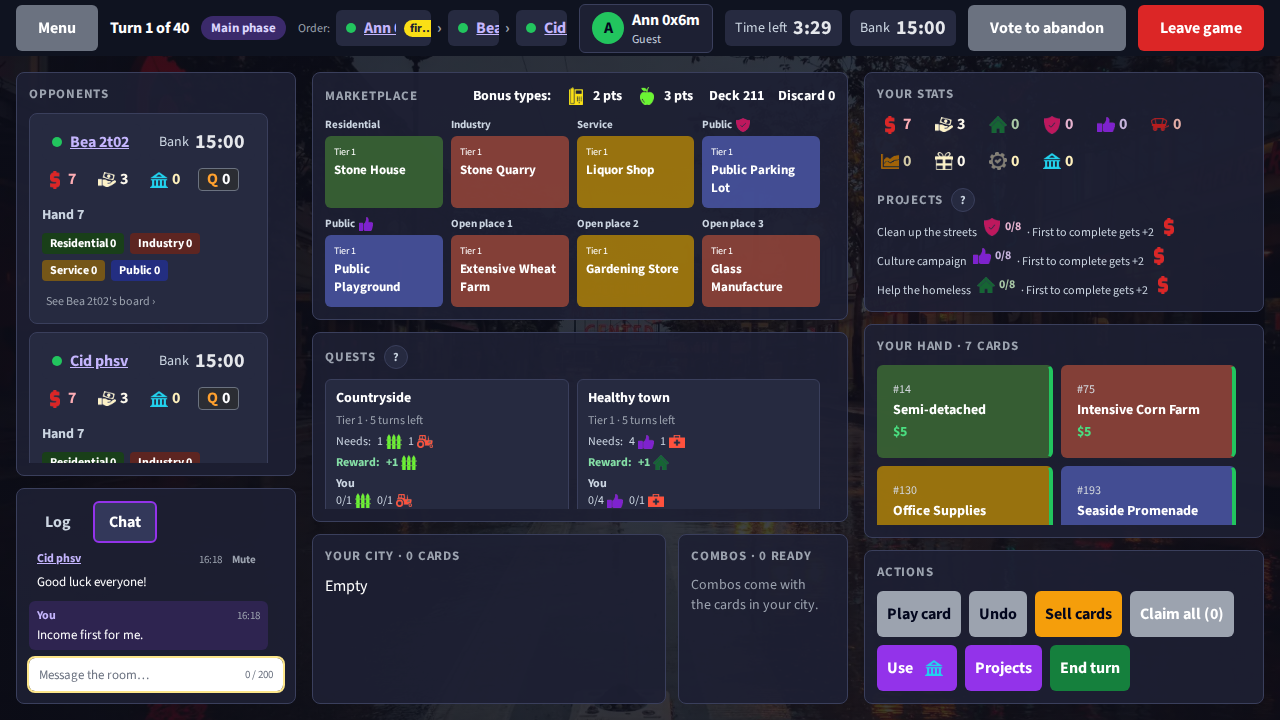 Menu
Turn 1 of 40
Main phase
Order:
Ann
fir…
›
Bea
›
Cid
A
Ann 0x6m
Guest
Time left 3:29
Bank 15:00
Vote to abandon
Leave game
OPPONENTS
Bea 2t02
Bank 15:00
7 3 0 Q 0
Hand 7
Residential 0 Industry 0
Service 0 Public 0
See Bea 2t02's board ›
Cid phsv
Bank 15:00
7 3 0 Q 0
Hand 7
Residential 0 Industry 0
Log
Chat
Cid phsv 16:18 Mute
Good luck everyone!
You 16:18
Income first for me.
Message the room… 0 / 200
MARKETPLACE
Bonus types: 2 pts 3 pts Deck 211 Discard 0
Residential
Tier 1
Stone House
Industry
Tier 1
Stone Quarry
Service
Tier 1
Liquor Shop
Public
Tier 1
Public Parking
Lot
Public
Tier 1
Public
Playground
Open place 1
Tier 1
Extensive Wheat
Farm
Open place 2
Tier 1
Gardening Store
Open place 3
Tier 1
Glass
Manufacture
QUESTS ?
Countryside
Tier 1 · 5 turns left
Needs: 1 1
Reward: +1
You
0/1 0/1
Healthy town
Tier 1 · 5 turns left
Needs: 4 1
Reward: +1
You
0/4 0/1
YOUR CITY · 0 CARDS
Empty
COMBOS · 0 READY
Combos come with
the cards in your city.
YOUR STATS
7 3 0 0 0 0
0 0 0 0
PROJECTS ?
Clean up the streets 0/8 · First to complete gets +2
Culture campaign 0/8 · First to complete gets +2
Help the homeless 0/8 · First to complete gets +2
YOUR HAND · 7 CARDS
#14
Semi-detached
$5
#75
Intensive Corn Farm
$5
#130
Office Supplies
#193
Seaside Promenade
ACTIONS
Play card
Undo
Sell cards
Claim all (0)
Use
Projects
End turn